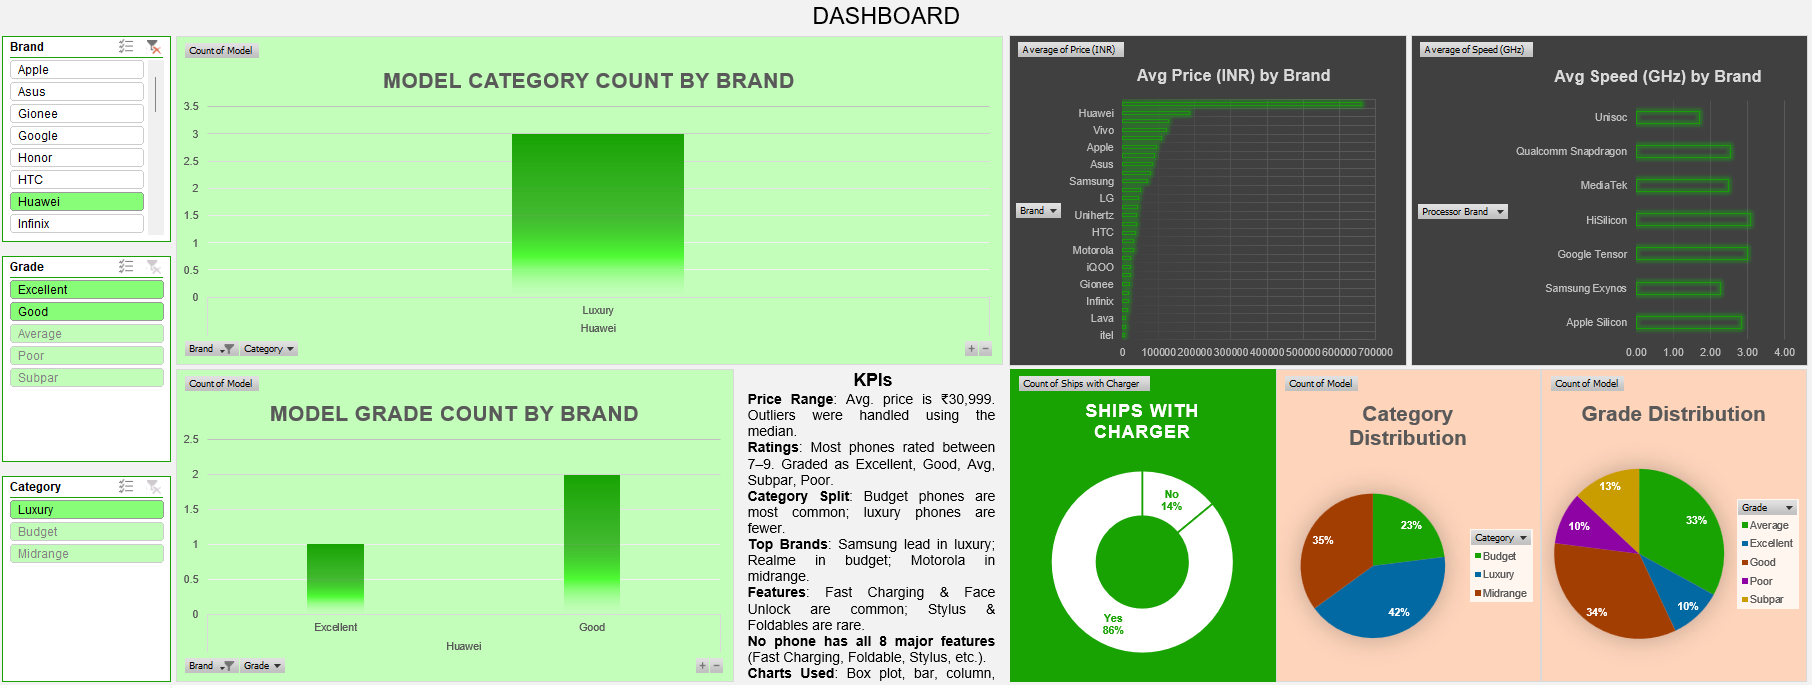 DASHBOARD
Brand
Apple
Asus
Gionee
Google
Honor
HTC
Huawei
Infinix
Grade
Excellent
Good
Average
Poor
Subpar
Category
Luxury
Budget
Midrange
Count of Model
MODEL CATEGORY COUNT BY BRAND
3.5
3
2.5
2
1.5
1
0.5
0
Luxury
Huawei
Brand
Category
+ −
Count of Model
MODEL GRADE COUNT BY BRAND
2.5
2
1.5
1
0.5
0
Excellent Good
Huawei
Brand
Grade
+ −
KPIs
Price Range: Avg. price is ₹30,999.
Outliers were handled using the
median.
Ratings: Most phones rated between
7–9. Graded as Excellent, Good, Avg,
Subpar, Poor.
Category Split: Budget phones are
most common; luxury phones are
fewer.
Top Brands: Samsung lead in luxury;
Realme in budget; Motorola in
midrange.
Features: Fast Charging & Face
Unlock are common; Stylus &
Foldables are rare.
No phone has all 8 major features
(Fast Charging, Foldable, Stylus, etc.).
Charts Used: Box plot, bar, column,
Average of Price (INR)
Avg Price (INR) by Brand
Brand
Huawei
Vivo
Apple
Asus
Samsung
LG
Unihertz
HTC
Motorola
iQOO
Gionee
Infinix
Lava
itel
0 100000 200000 300000 400000 500000 600000 700000
Average of Speed (GHz)
Avg Speed (GHz) by Brand
Processor Brand
Unisoc
Qualcomm Snapdragon
MediaTek
HiSilicon
Google Tensor
Samsung Exynos
Apple Silicon
0.00 1.00 2.00 3.00 4.00
Count of Ships with Charger
SHIPS WITH
CHARGER
No
14%
Yes
86%
Count of Model
Category
Distribution
23%
35%
42%
Category
Budget
Luxury
Midrange
Count of Model
Grade Distribution
13%
33%
10%
10%
34%
Grade
Average
Excellent
Good
Poor
Subpar